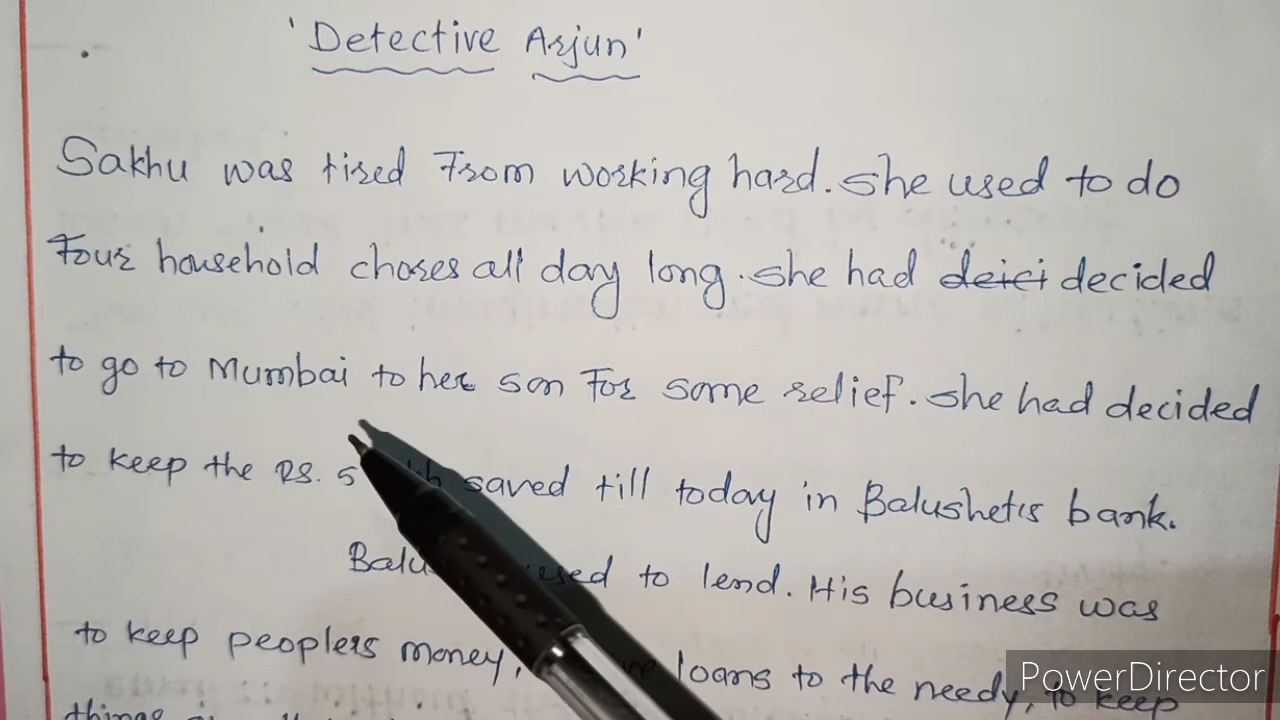 'Detective Arjun'
Sakhu was tired From working hard. She used to do
Four household chores all day long. She had deici decided
to go to Mumbai to her son For some relief. She had decided
to keep the RS. 5 saved till today in Balushet's bank.
used to lend. His business was
to keep people's money, loans to the needy, to keep
things
PowerDirector